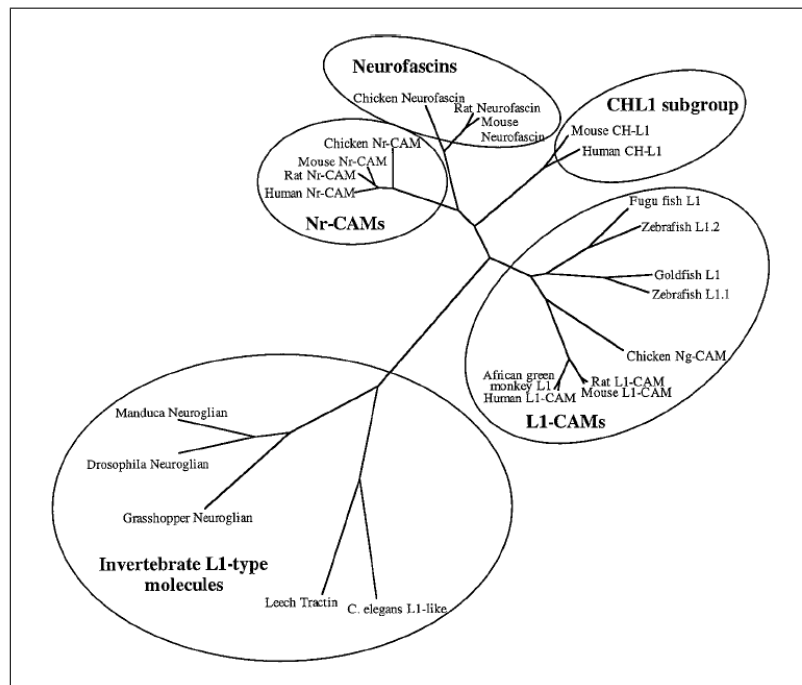 Neurofascins
Chicken Neurofascin
Rat Neurofascin
Mouse
Neurofascin
CHL1 subgroup
Mouse CH-L1
Human CH-L1
Chicken Nr-CAM
Mouse Nr-CAM
Rat Nr-CAM
Human Nr-CAM
Nr-CAMs
Fugu fish L1
Zebrafish L1.2
Goldfish L1
Zebrafish L1.1
Chicken Ng-CAM
African green
monkey L1
Human L1-CAM
Rat L1-CAM
Mouse L1-CAM
L1-CAMs
Manduca Neuroglian
Drosophila Neuroglian
Grasshopper Neuroglian
Invertebrate L1-type
molecules
Leech Tractin
C. elegans L1-like